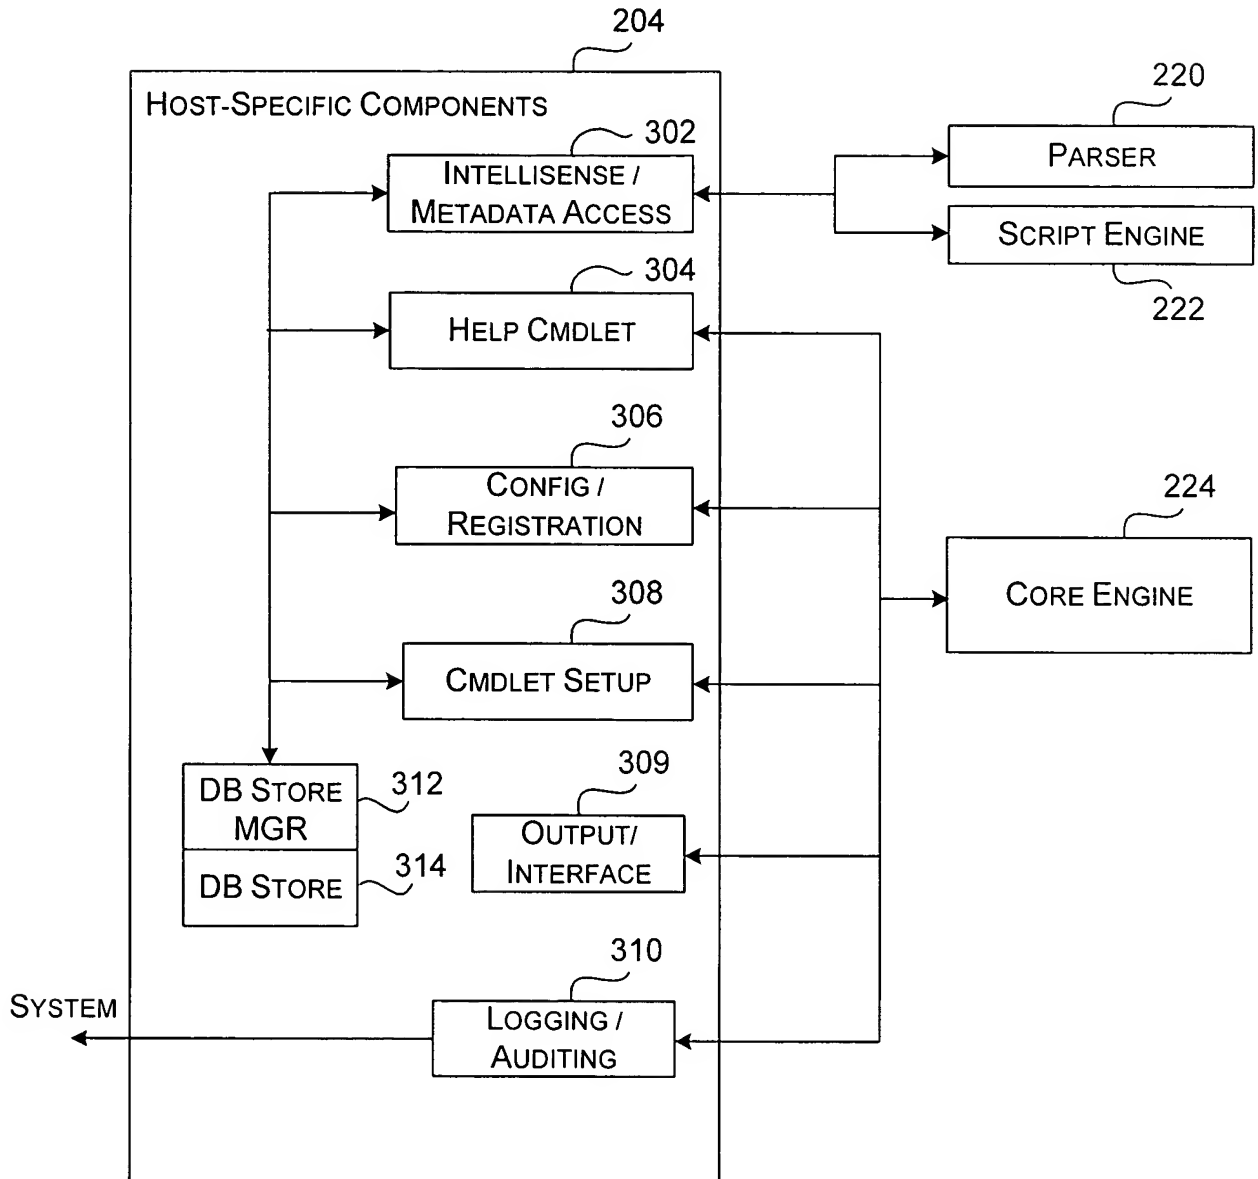 204
HOST-SPECIFIC COMPONENTS
302
INTELLISENSE /
METADATA ACCESS
220
PARSER
SCRIPT ENGINE
222
304
HELP CMDLET
306
CONFIG /
REGISTRATION
224
CORE ENGINE
308
CMDLET SETUP
DB STORE
MGR
312
DB STORE
314
309
OUTPUT/
INTERFACE
310
LOGGING /
AUDITING
SYSTEM